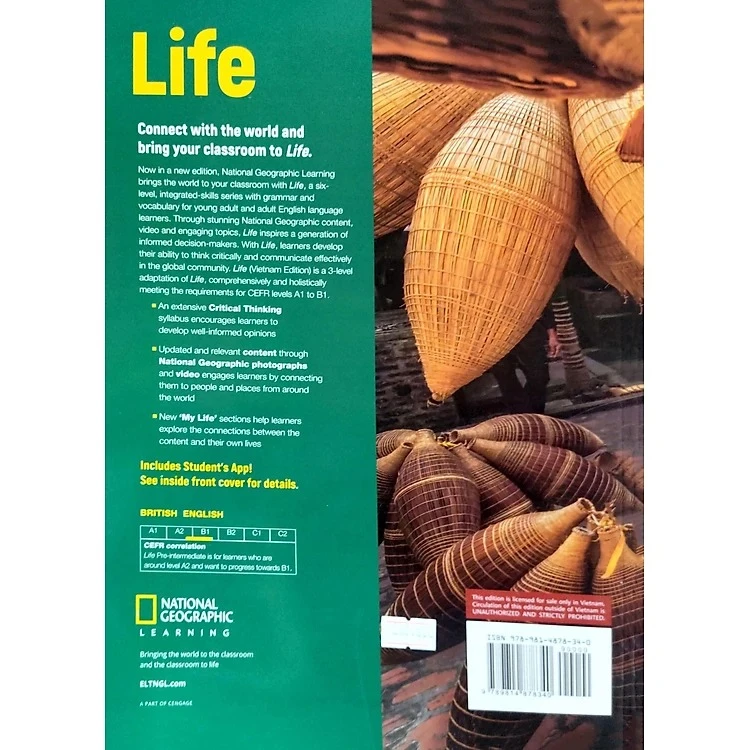 Life
Connect with the world and
bring your classroom to Life.
Now in a new edition, National Geographic Learning
brings the world to your classroom with Life, a six-
level, integrated-skills series with grammar and
vocabulary for young adult and adult English language
learners. Through stunning National Geographic content,
video and engaging topics, Life inspires a generation of
informed decision-makers. With Life, learners develop
their ability to think critically and communicate effectively
in the global community. Life (Vietnam Edition) is a 3-level
adaptation of Life, comprehensively and holistically
meeting the requirements for CEFR levels A1 to B1.
An extensive Critical Thinking
syllabus encourages learners to
develop well-informed opinions
Updated and relevant content through
National Geographic photographs
and video engages learners by connecting
them to people and places from around
the world
New 'My Life' sections help learners
explore the connections between the
content and their own lives
Includes Student's App!
See inside front cover for details.
BRITISH ENGLISH
A1 A2 B1 B2 C1 C2
CEFR correlation
Life Pre-intermediate is for learners who are
around level A2 and want to progress towards B1.
NATIONAL
GEOGRAPHIC
LEARNING
Bringing the world to the classroom
and the classroom to life
ELTNGL.com
A PART OF CENGAGE
This edition is licensed for sale only in Vietnam.
Circulation of this edition outside of Vietnam is
UNAUTHORIZED AND STRICTLY PROHIBITED.
ISBN 978-981-4878-34-0
90000
9 789814 878340